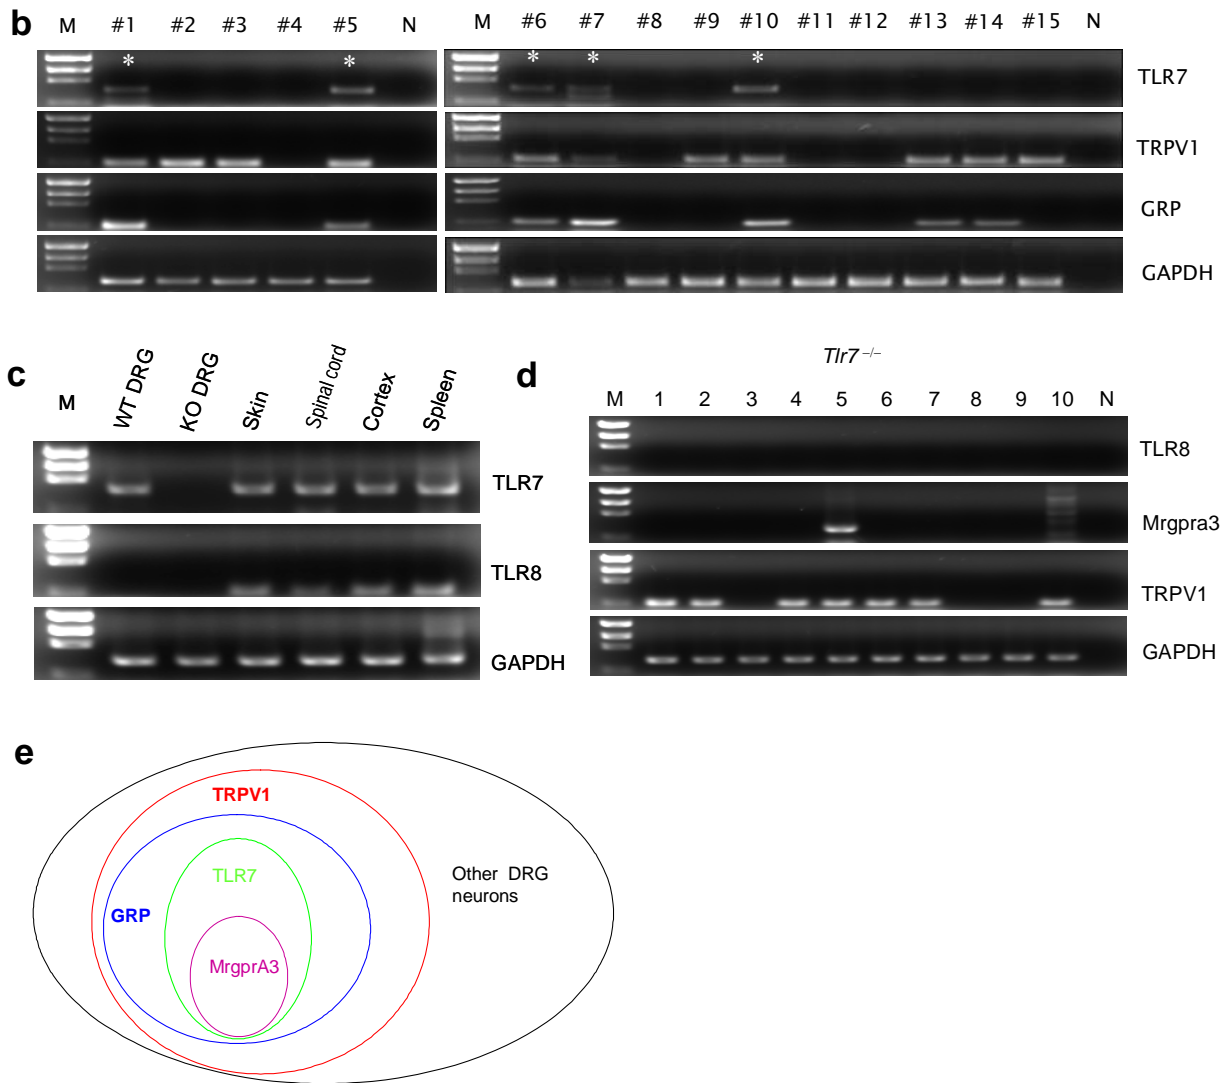 b
M #1 #2 #3 #4 #5 N M #6 #7 #8 #9 #10 #11 #12 #13 #14 #15 N
* * * * * TLR7
TRPV1
GRP
GAPDH
c
M WT DRG KO DRG Skin Spinal cord Cortex Spleen
TLR7
TLR8
GAPDH
d
Tlr7 −/−
M 1 2 3 4 5 6 7 8 9 10 N
TLR8
Mrgpra3
TRPV1
GAPDH
e
TRPV1
TLR7
GRP
MrgprA3
Other DRG
neurons